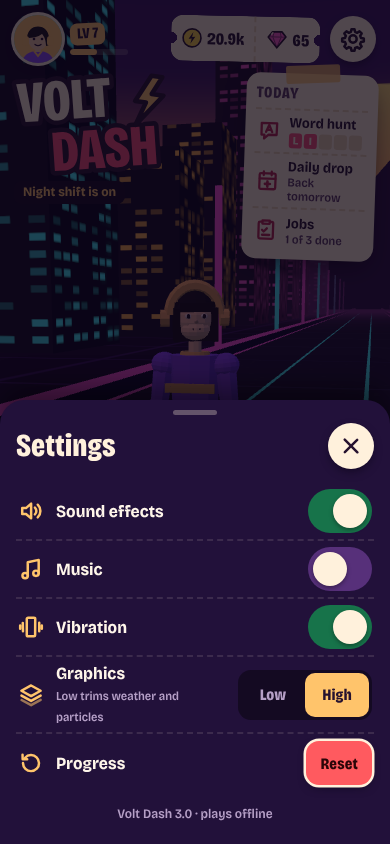 LV 7
20.9k
65
VOLT
DASH
Night shift is on
TODAY
Word hunt
L I
Daily drop
Back
tomorrow
Jobs
1 of 3 done
Settings
Sound effects
Music
Vibration
Graphics
Low trims weather and
particles
Low
High
Progress
Reset
Volt Dash 3.0 · plays offline